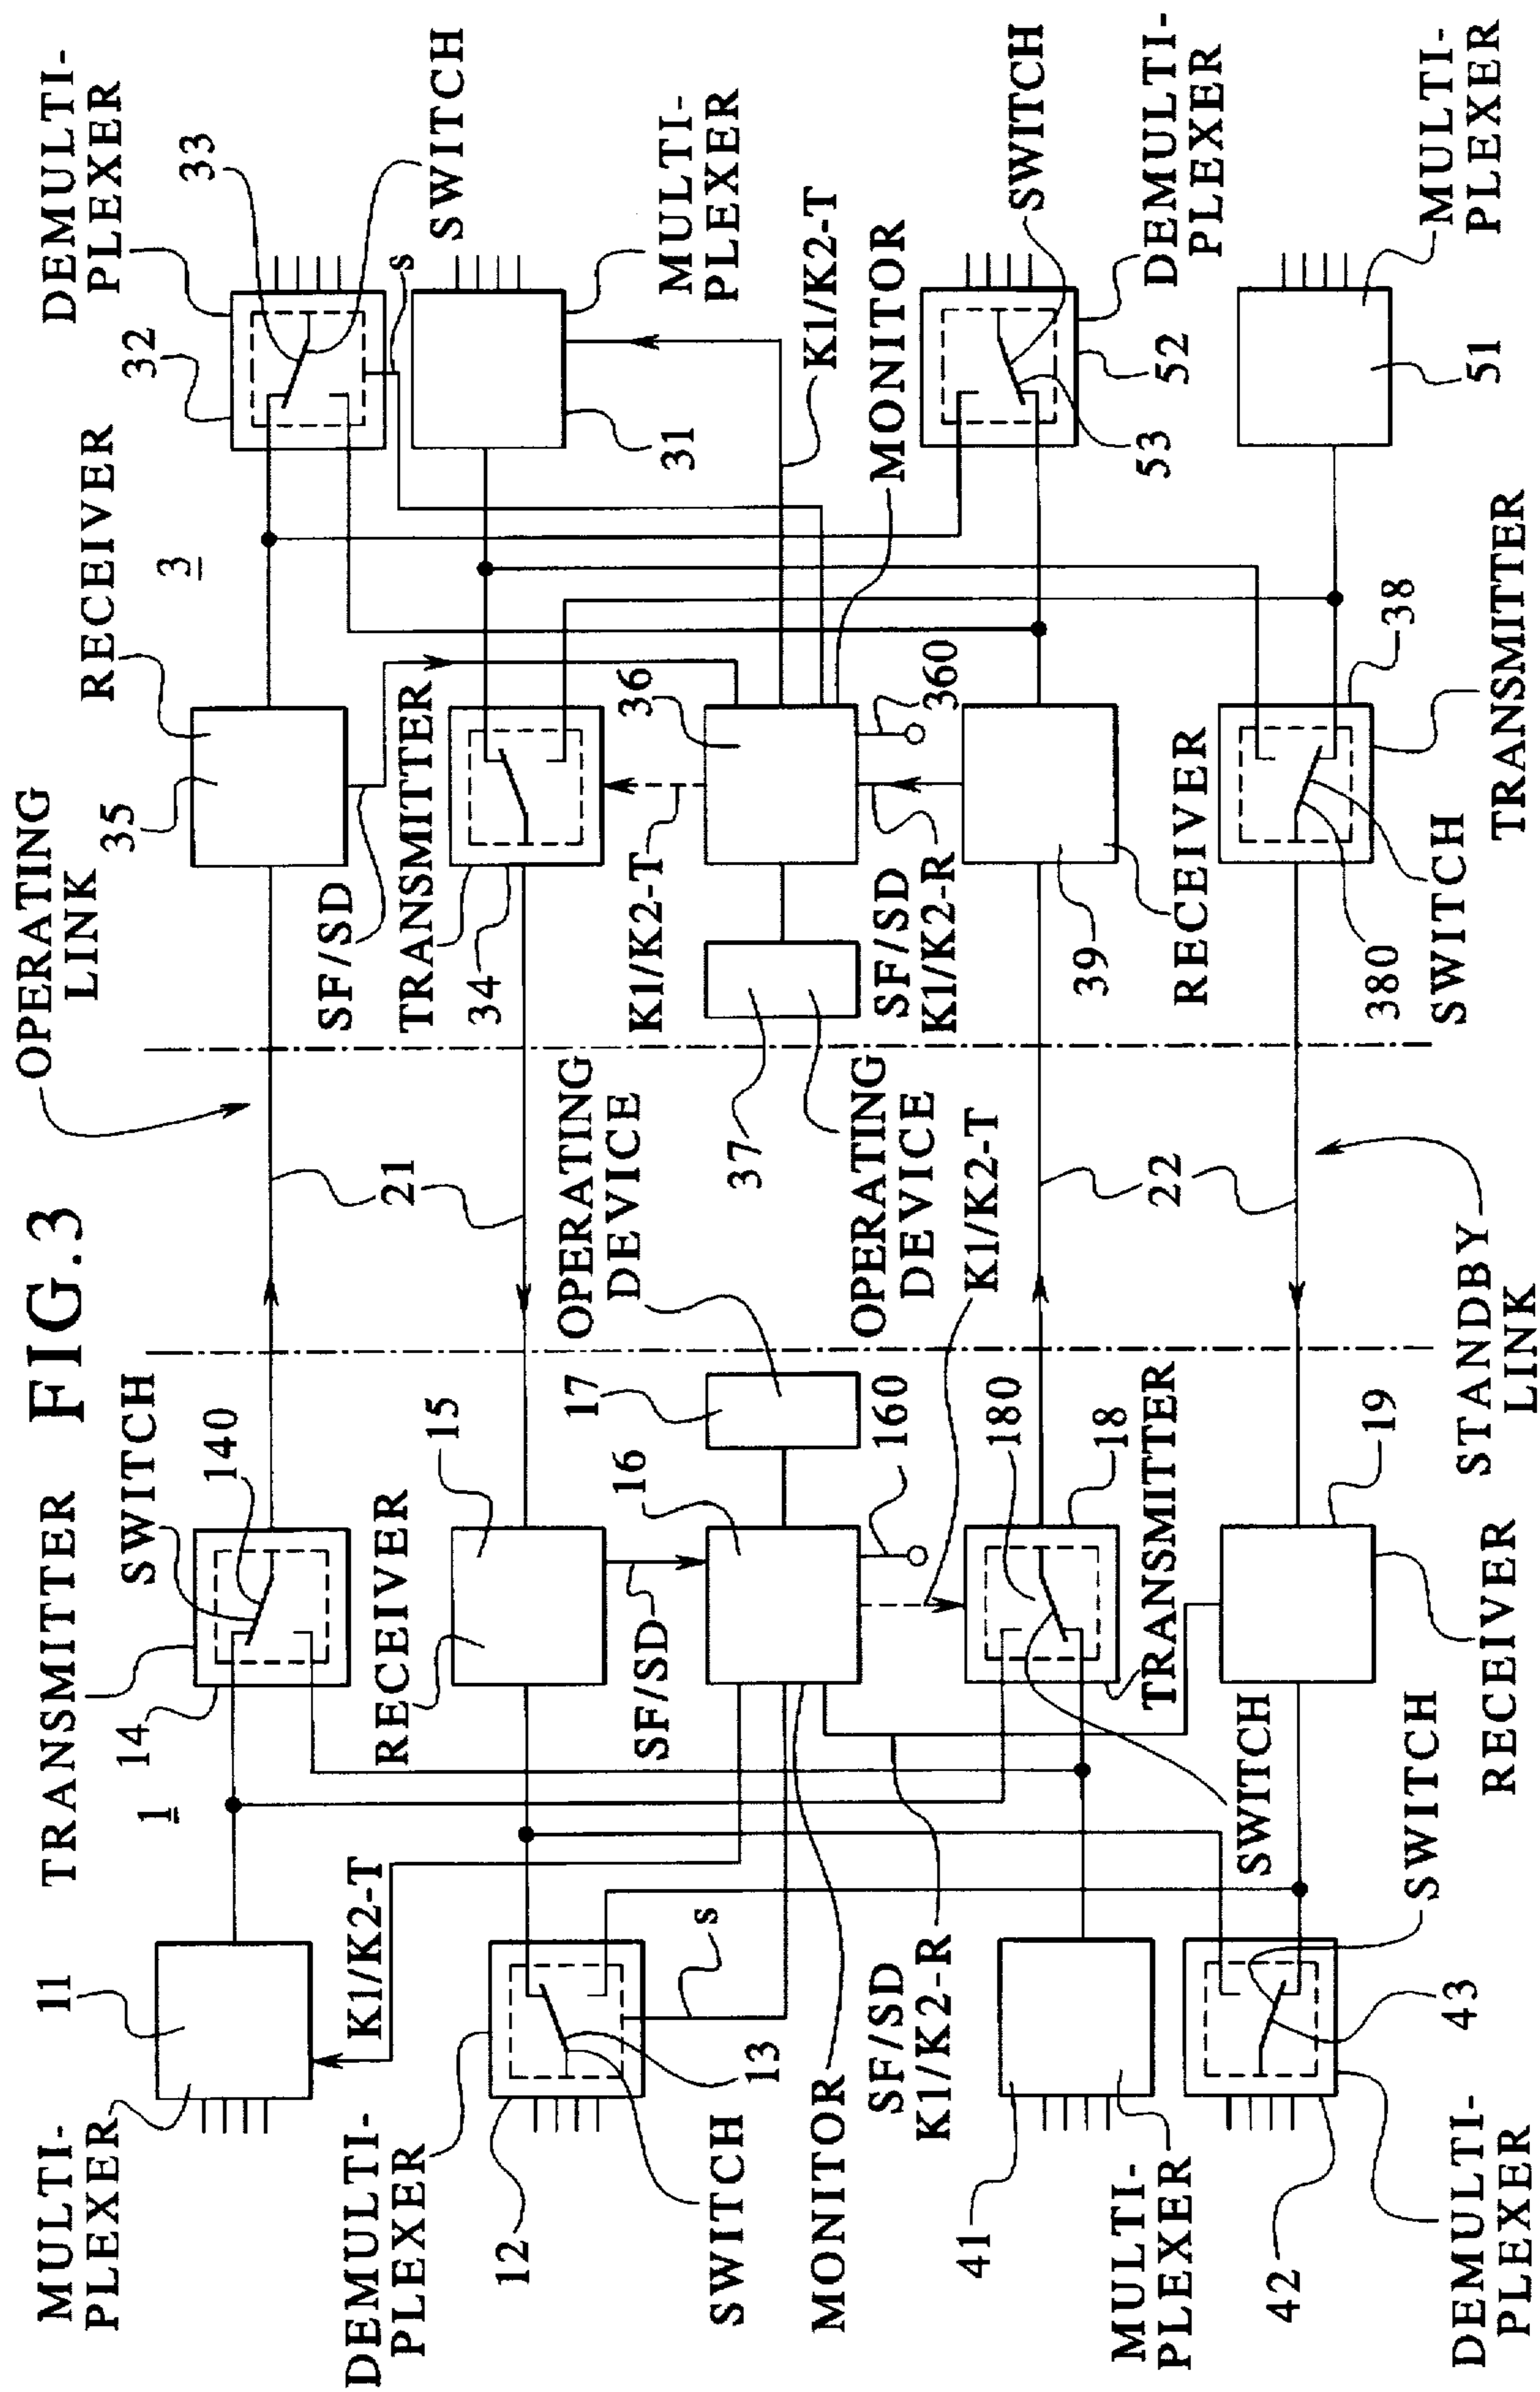 FIG.3
OPERATING
LINK
21
STANDBY
LINK
22
1
MULTI-
PLEXER
11
K1/K2-T
TRANSMITTER
14
SWITCH
140
DEMULTI-
PLEXER
12
SWITCH
13
s
RECEIVER
15
SF/SD
MONITOR
16
160
OPERATING
DEVICE
17
SF/SD
K1/K2-R
K1/K2-T
MULTI-
PLEXER
41
TRANSMITTER
18
180
SWITCH
DEMULTI-
PLEXER
42
SWITCH
43
RECEIVER
19
3
RECEIVER
35
SF/SD
DEMULTI-
PLEXER
32
33
SWITCH
s
TRANSMITTER
34
MULTI-
PLEXER
31
K1/K2-T
K1/K2-T
MONITOR
36
360
OPERATING
DEVICE
37
SF/SD
K1/K2-R
RECEIVER
39
SWITCH
DEMULTI-
PLEXER
52
53
TRANSMITTER
38
380
SWITCH
MULTI-
PLEXER
51